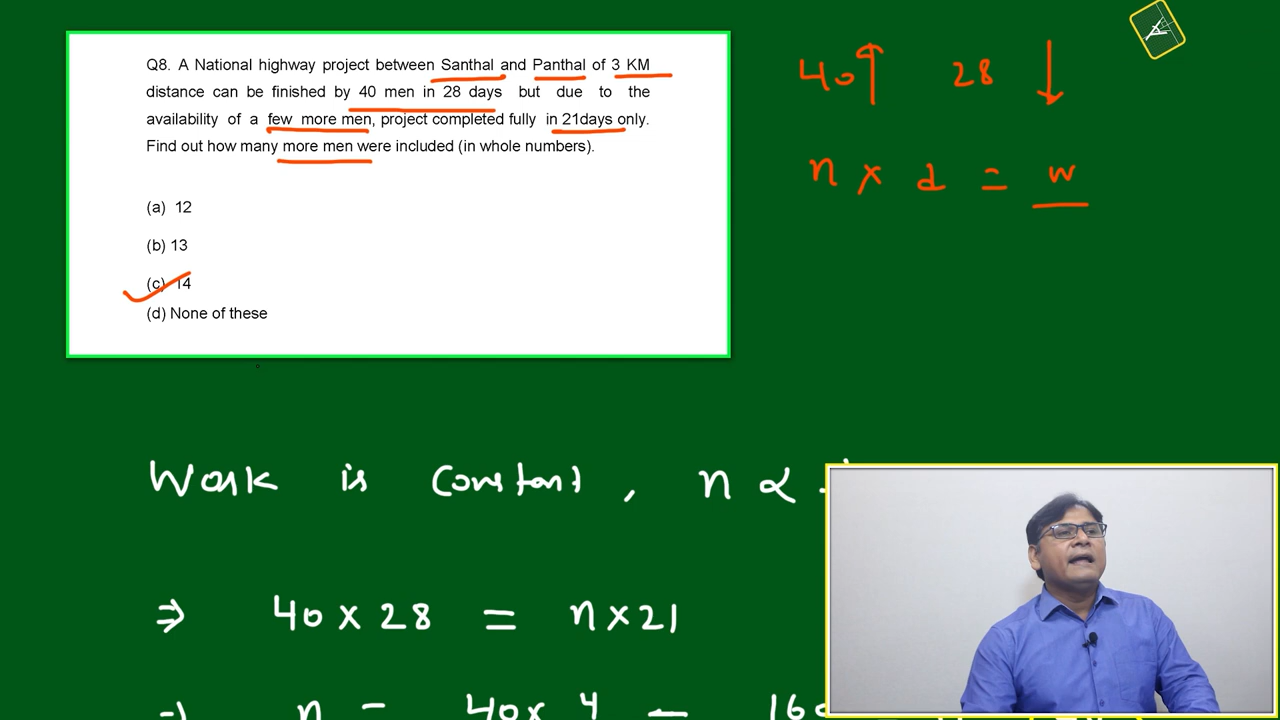 Q8. A National highway project between Santhal and Panthal of 3 KM
distance can be finished by 40 men in 28 days but due to the
availability of a few more men, project completed fully in 21days only.
Find out how many more men were included (in whole numbers).
(a) 12
(b) 13
(c) 14
(d) None of these
40↑ 28 ↓
n × d = w
Work is constant, n ∝
⇒ 40 × 28 = n × 21
n = 40 × 4 = 160